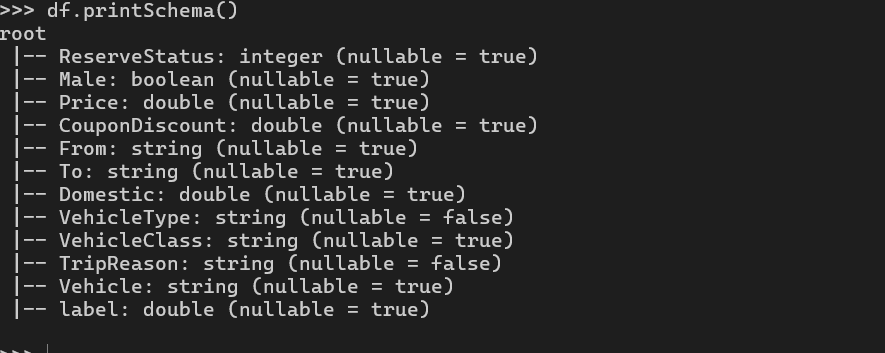 >>> df.printSchema()
root
 |-- ReserveStatus: integer (nullable = true)
 |-- Male: boolean (nullable = true)
 |-- Price: double (nullable = true)
 |-- CouponDiscount: double (nullable = true)
 |-- From: string (nullable = true)
 |-- To: string (nullable = true)
 |-- Domestic: double (nullable = true)
 |-- VehicleType: string (nullable = false)
 |-- VehicleClass: string (nullable = true)
 |-- TripReason: string (nullable = false)
 |-- Vehicle: string (nullable = true)
 |-- label: double (nullable = true)
>>>